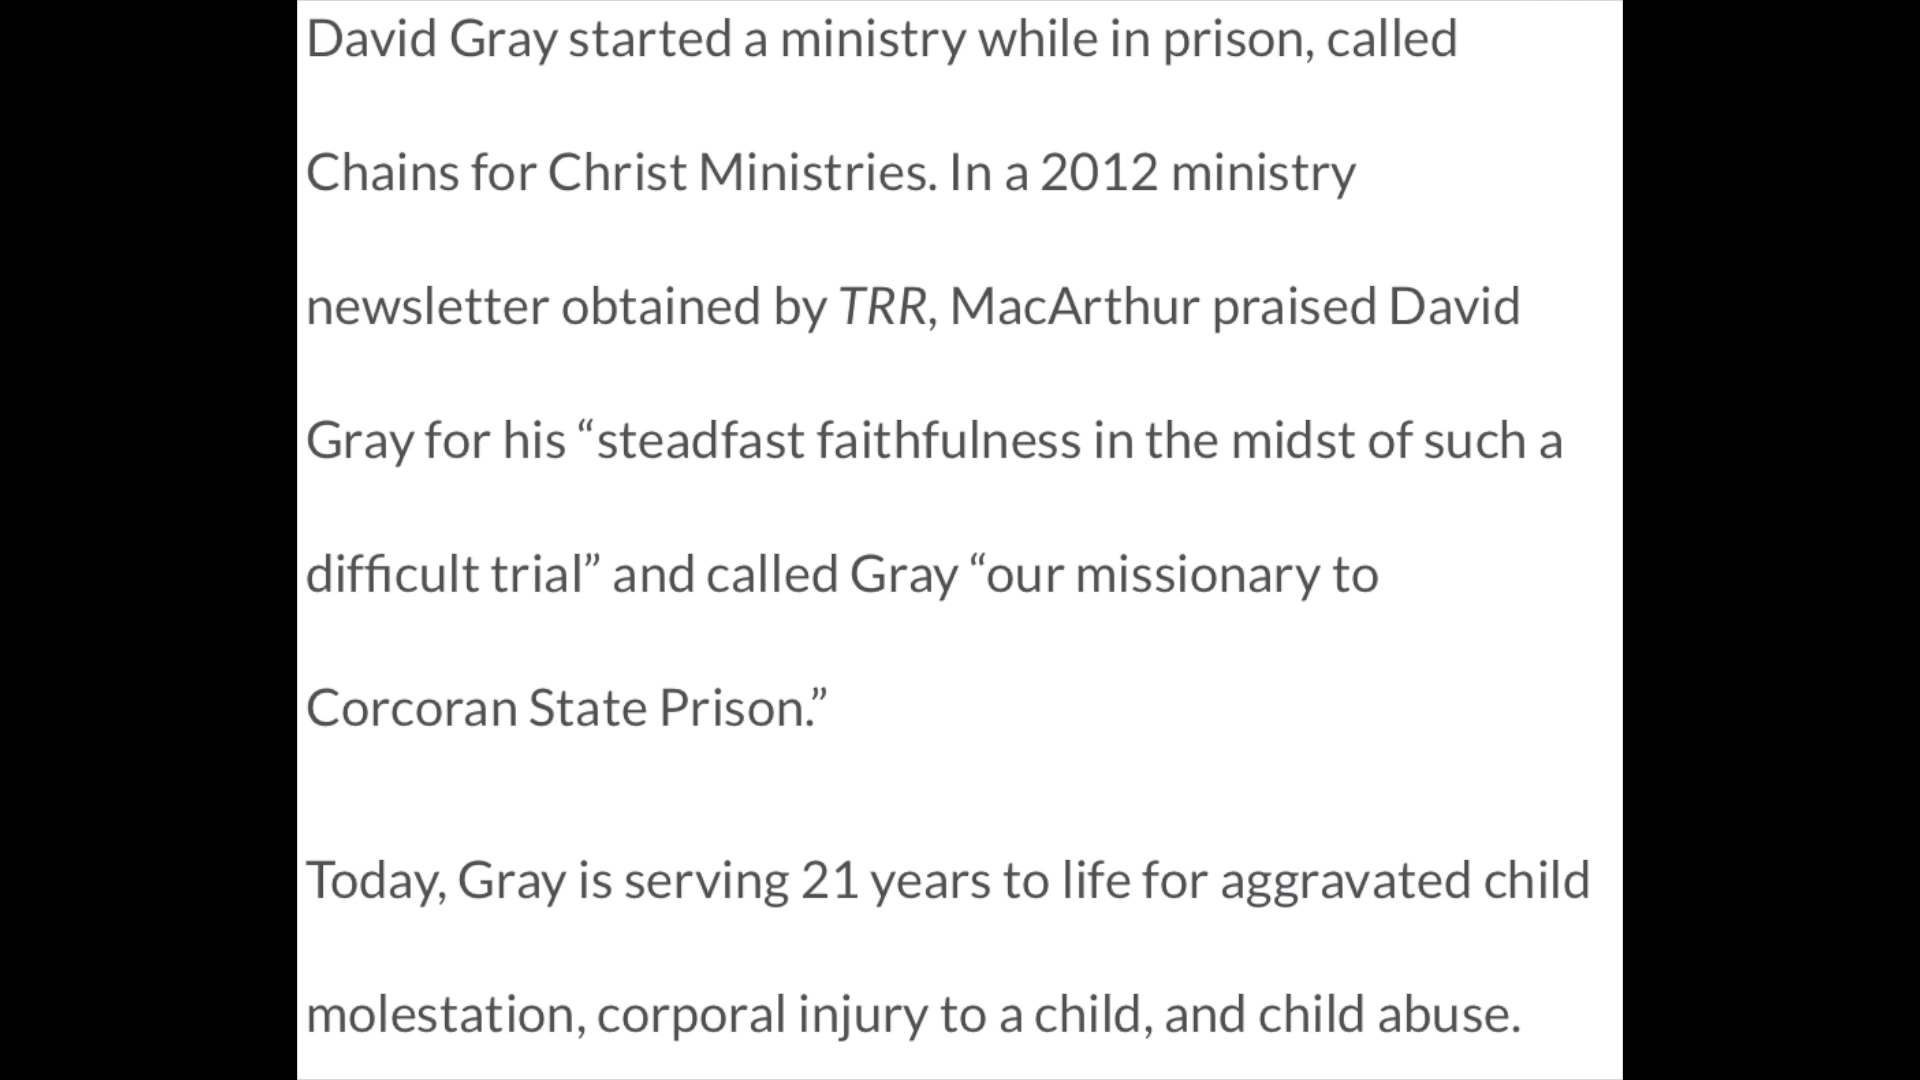 David Gray started a ministry while in prison, called
Chains for Christ Ministries. In a 2012 ministry
newsletter obtained by TRR, MacArthur praised David
Gray for his “steadfast faithfulness in the midst of such a
difficult trial” and called Gray “our missionary to
Corcoran State Prison.”
Today, Gray is serving 21 years to life for aggravated child
molestation, corporal injury to a child, and child abuse.